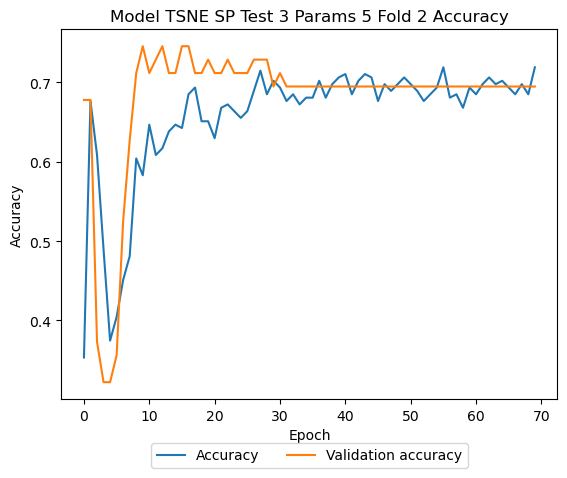 Model TSNE SP Test 3 Params 5 Fold 2 Accuracy
0.7
0.6
0.5
0.4
Accuracy
0 10 20 30 40 50 60 70
Epoch
Accuracy Validation accuracy